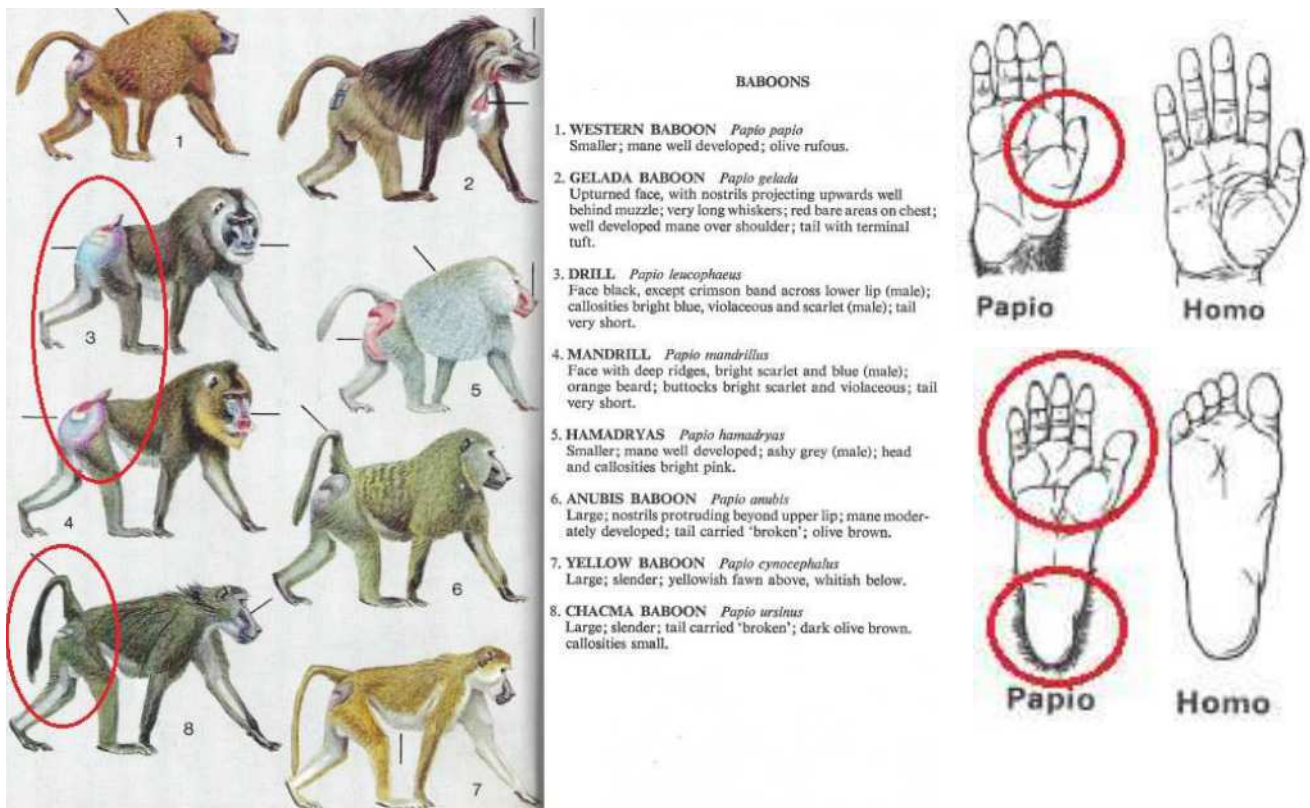 1
2
3
4
5
6
7
8
BABOONS
1. WESTERN BABOON Papio papio
Smaller; mane well developed; olive rufous.
2. GELADA BABOON Papio gelada
Upturned face, with nostrils projecting upwards well
behind muzzle; very long whiskers; red bare areas on chest;
well developed mane over shoulder; tail with terminal
tuft.
3. DRILL Papio leucophaeus
Face black, except crimson band across lower lip (male);
callosities bright blue, violaceous and scarlet (male); tail
very short.
4. MANDRILL Papio mandrillus
Face with deep ridges, bright scarlet and blue (male);
orange beard; buttocks bright scarlet and violaceous; tail
very short.
5. HAMADRYAS Papio hamadryas
Smaller; mane well developed; ashy grey (male); head
and callosities bright pink.
6. ANUBIS BABOON Papio anubis
Large; nostrils protruding beyond upper lip; mane moder-
ately developed; tail carried 'broken'; olive brown.
7. YELLOW BABOON Papio cynocephalus
Large; slender; yellowish fawn above, whitish below.
8. CHACMA BABOON Papio ursinus
Large; slender; tail carried 'broken'; dark olive brown.
callosities small.
Papio
Homo
Papio
Homo